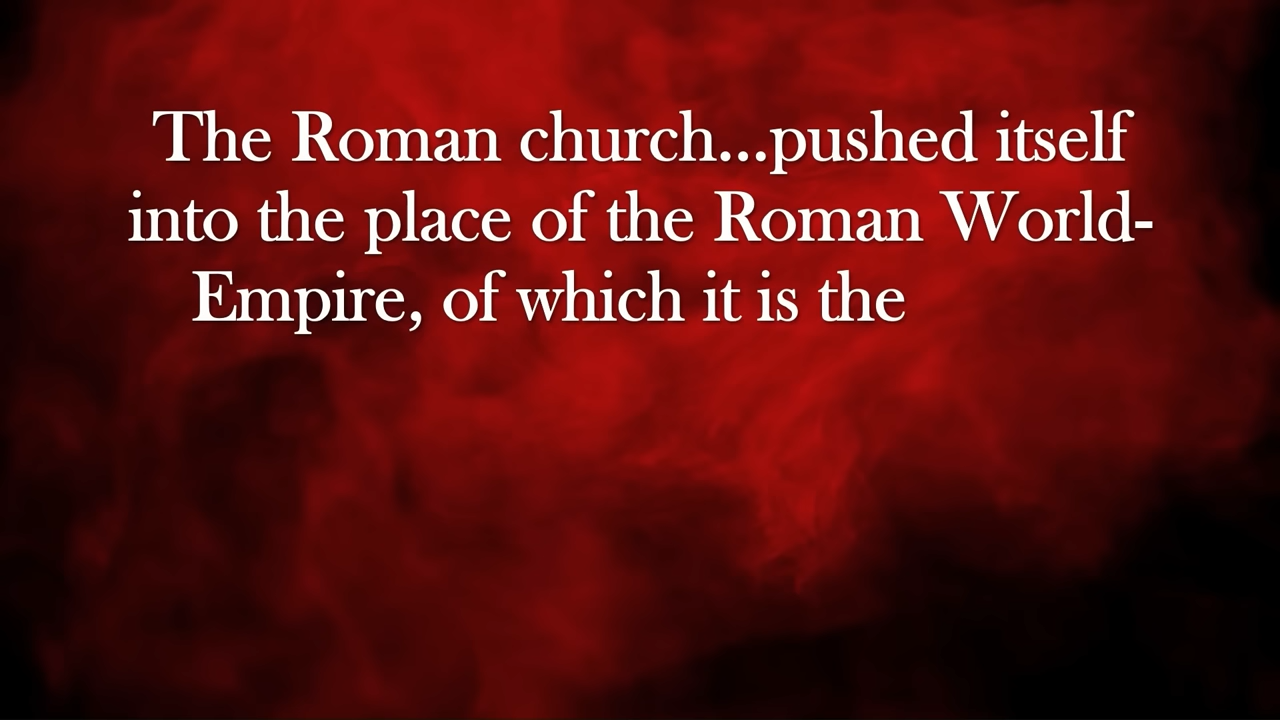 The Roman church...pushed itself
into the place of the Roman World-
Empire, of which it is the